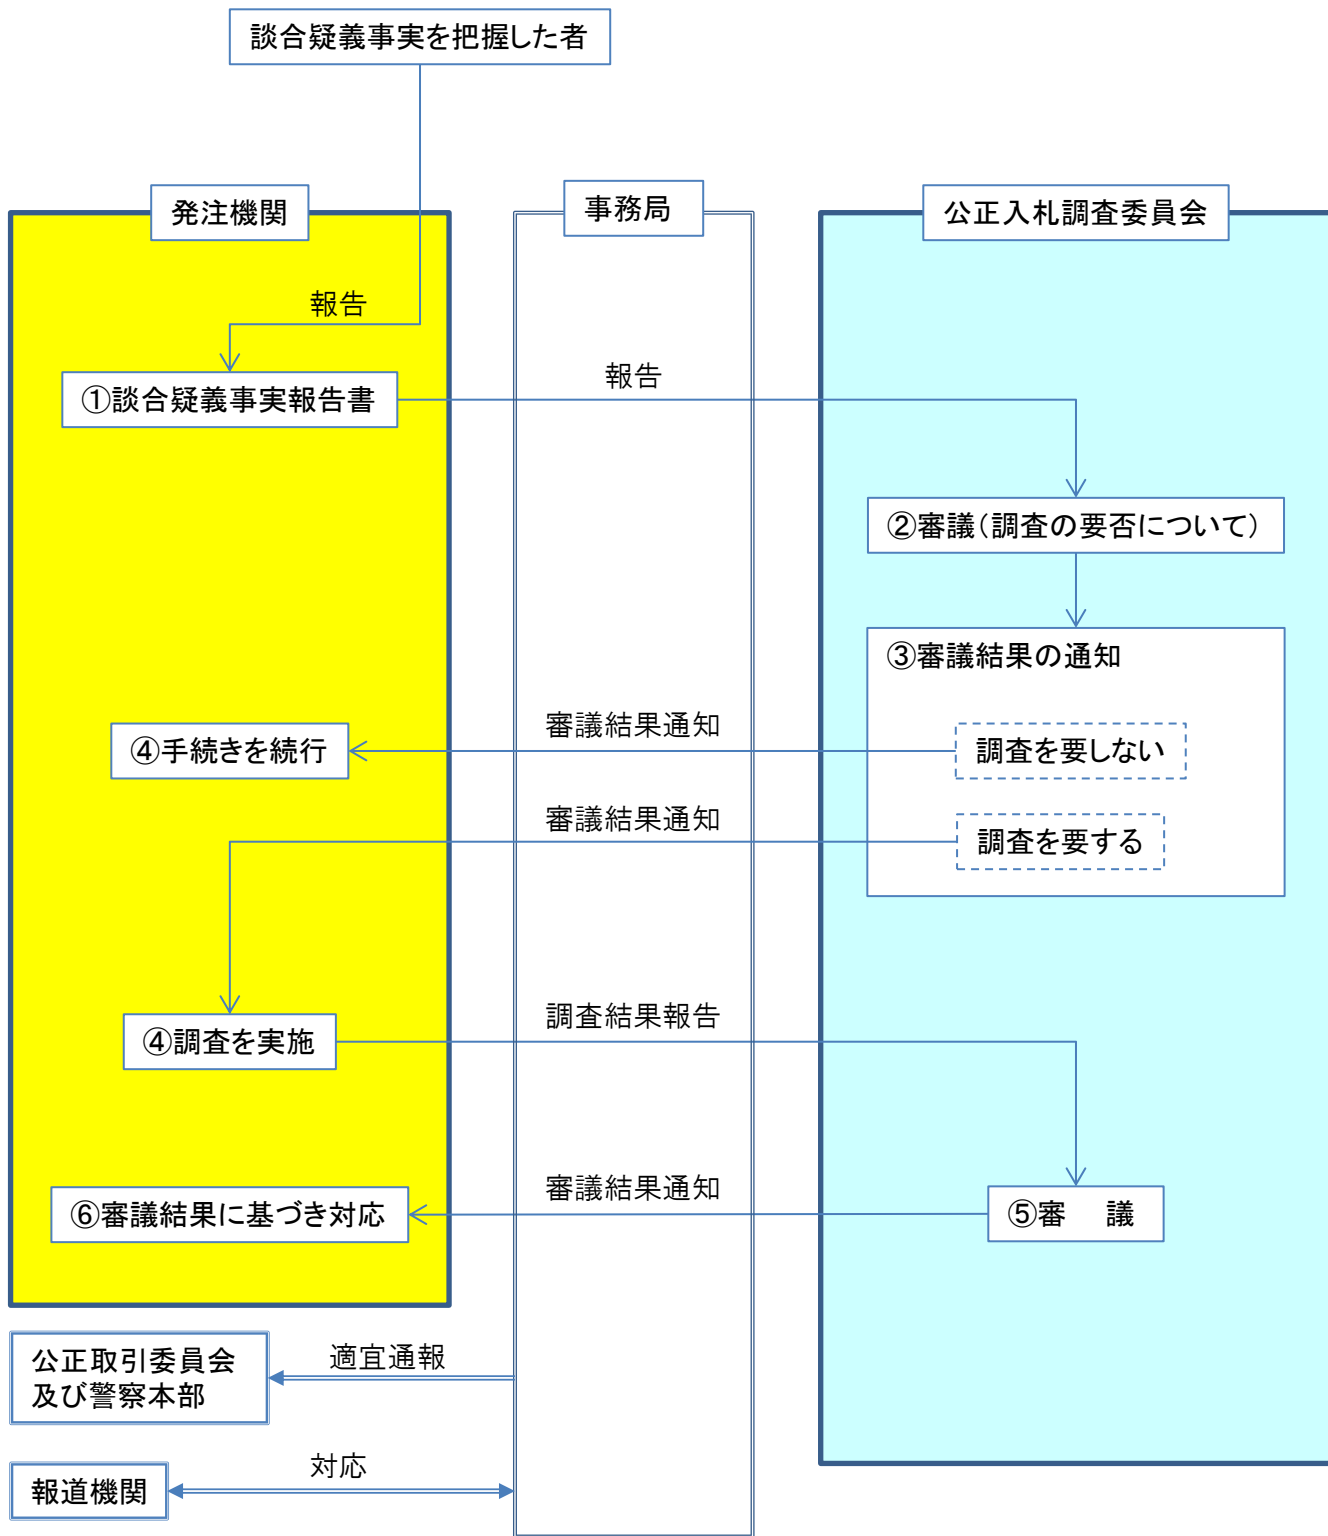 談合疑義事実を把握した者
発注機関
事務局
公正入札調査委員会
報告
①談合疑義事実報告書
報告
②審議（調査の要否について）
③審議結果の通知
審議結果通知
④手続きを続行
調査を要しない
審議結果通知
調査を要する
④調査を実施
調査結果報告
審議結果通知
⑥審議結果に基づき対応
⑤審　議
公正取引委員会
及び警察本部
適宜通報
報道機関
対応